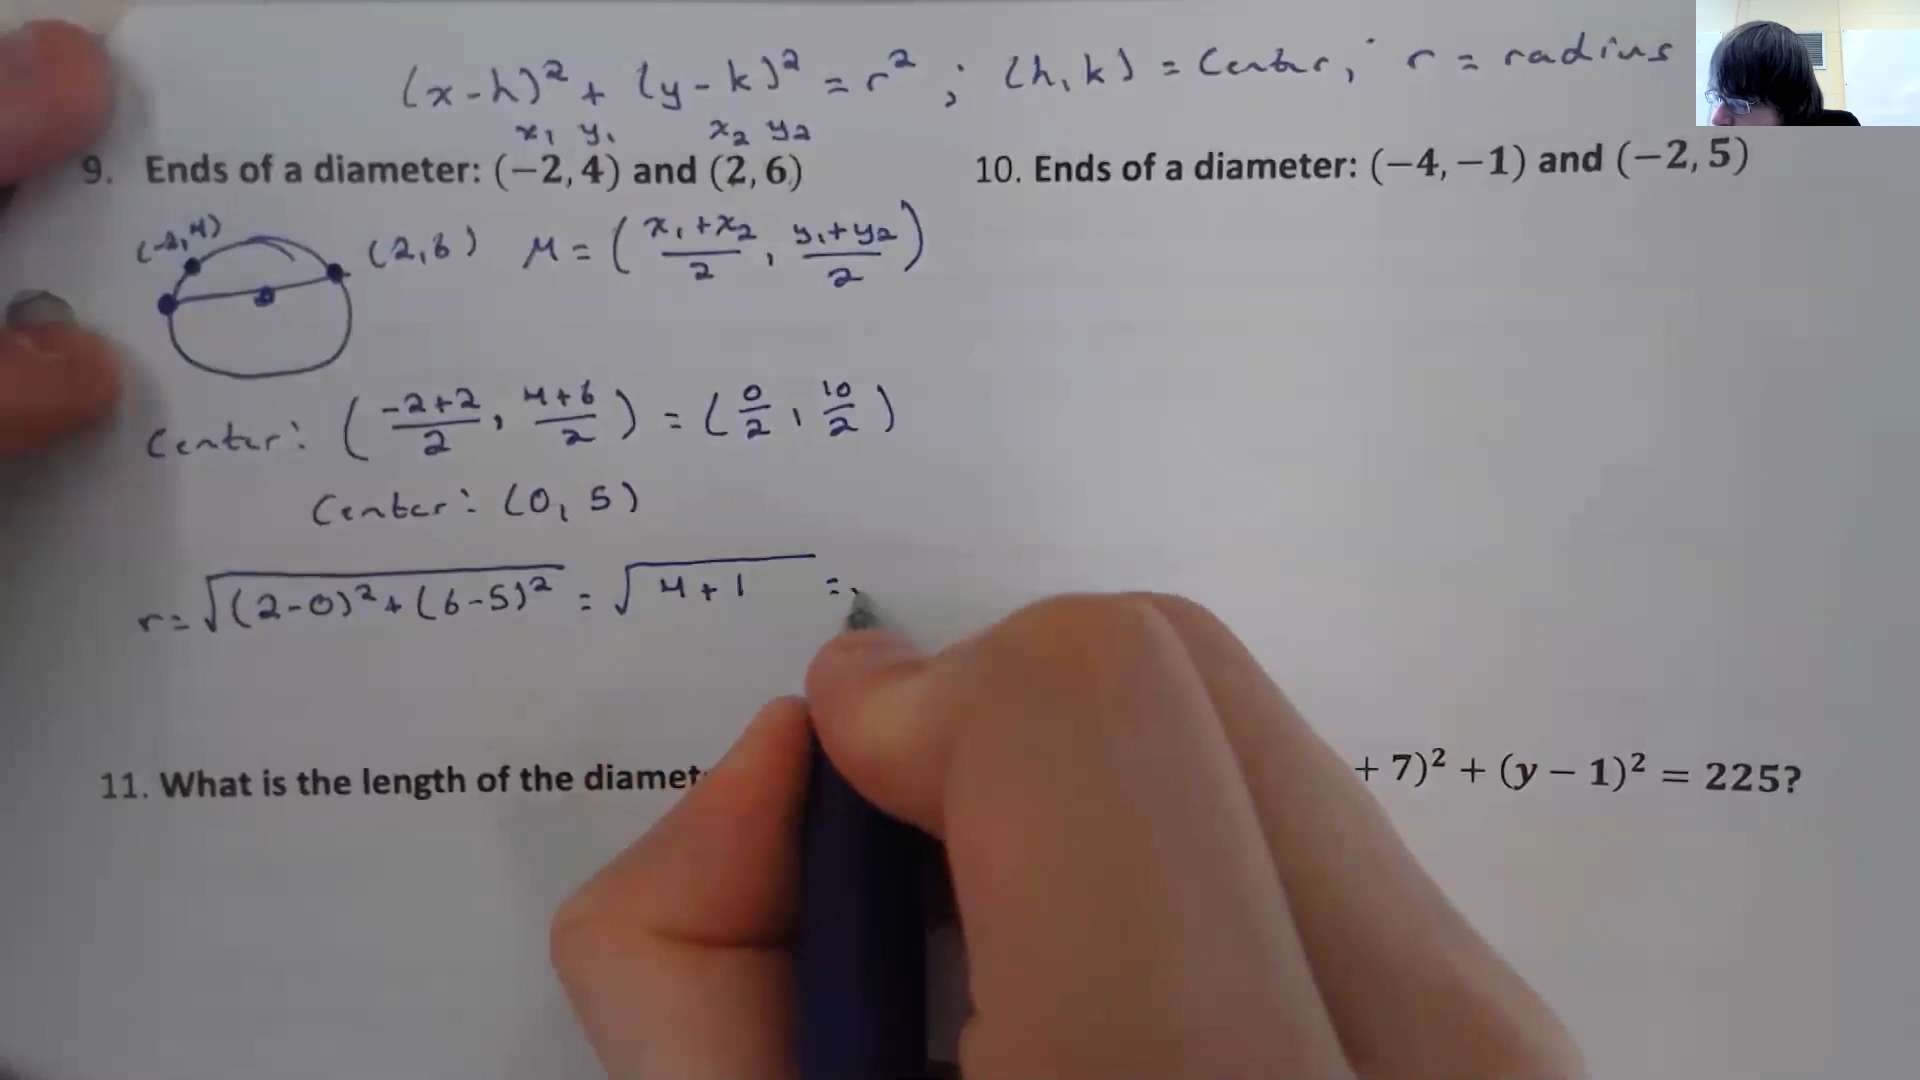 (x-h)² + (y-k)² = r² ; (h, k) = Center, r = radius
x₁ y₁ x₂ y₂
9. Ends of a diameter: (−2, 4) and (2, 6)
10. Ends of a diameter: (−4, −1) and (−2, 5)
(-2,4)
(2,6)
M = (x₁+x₂/2, y₁+y₂/2)
Center: (-2+2/2, 4+6/2) = (0/2, 10/2)
Center: (0, 5)
r = √(2-0)²+(6-5)² = √4+1 =
11. What is the length of the diamet + 7)² + (y − 1)² = 225?